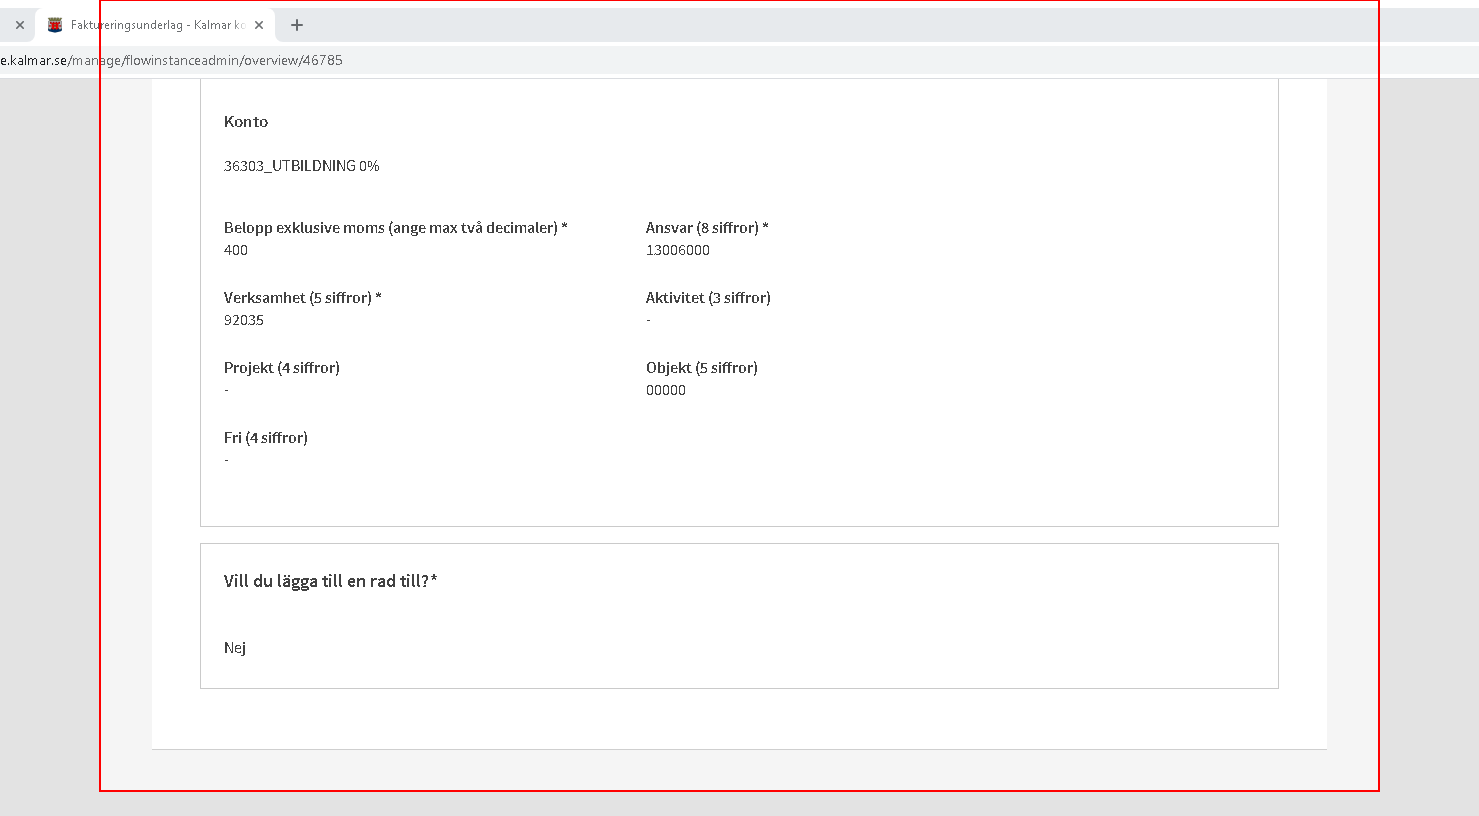 Faktureringsunderlag - Kalmar ko
e.kalmar.se/manage/flowinstanceadmin/overview/46785
Konto
36303_UTBILDNING 0%
Belopp exklusive moms (ange max två decimaler) *
400
Ansvar (8 siffror) *
13006000
Verksamhet (5 siffror) *
92035
Aktivitet (3 siffror)
-
Projekt (4 siffror)
-
Objekt (5 siffror)
00000
Fri (4 siffror)
-
Vill du lägga till en rad till?*
Nej